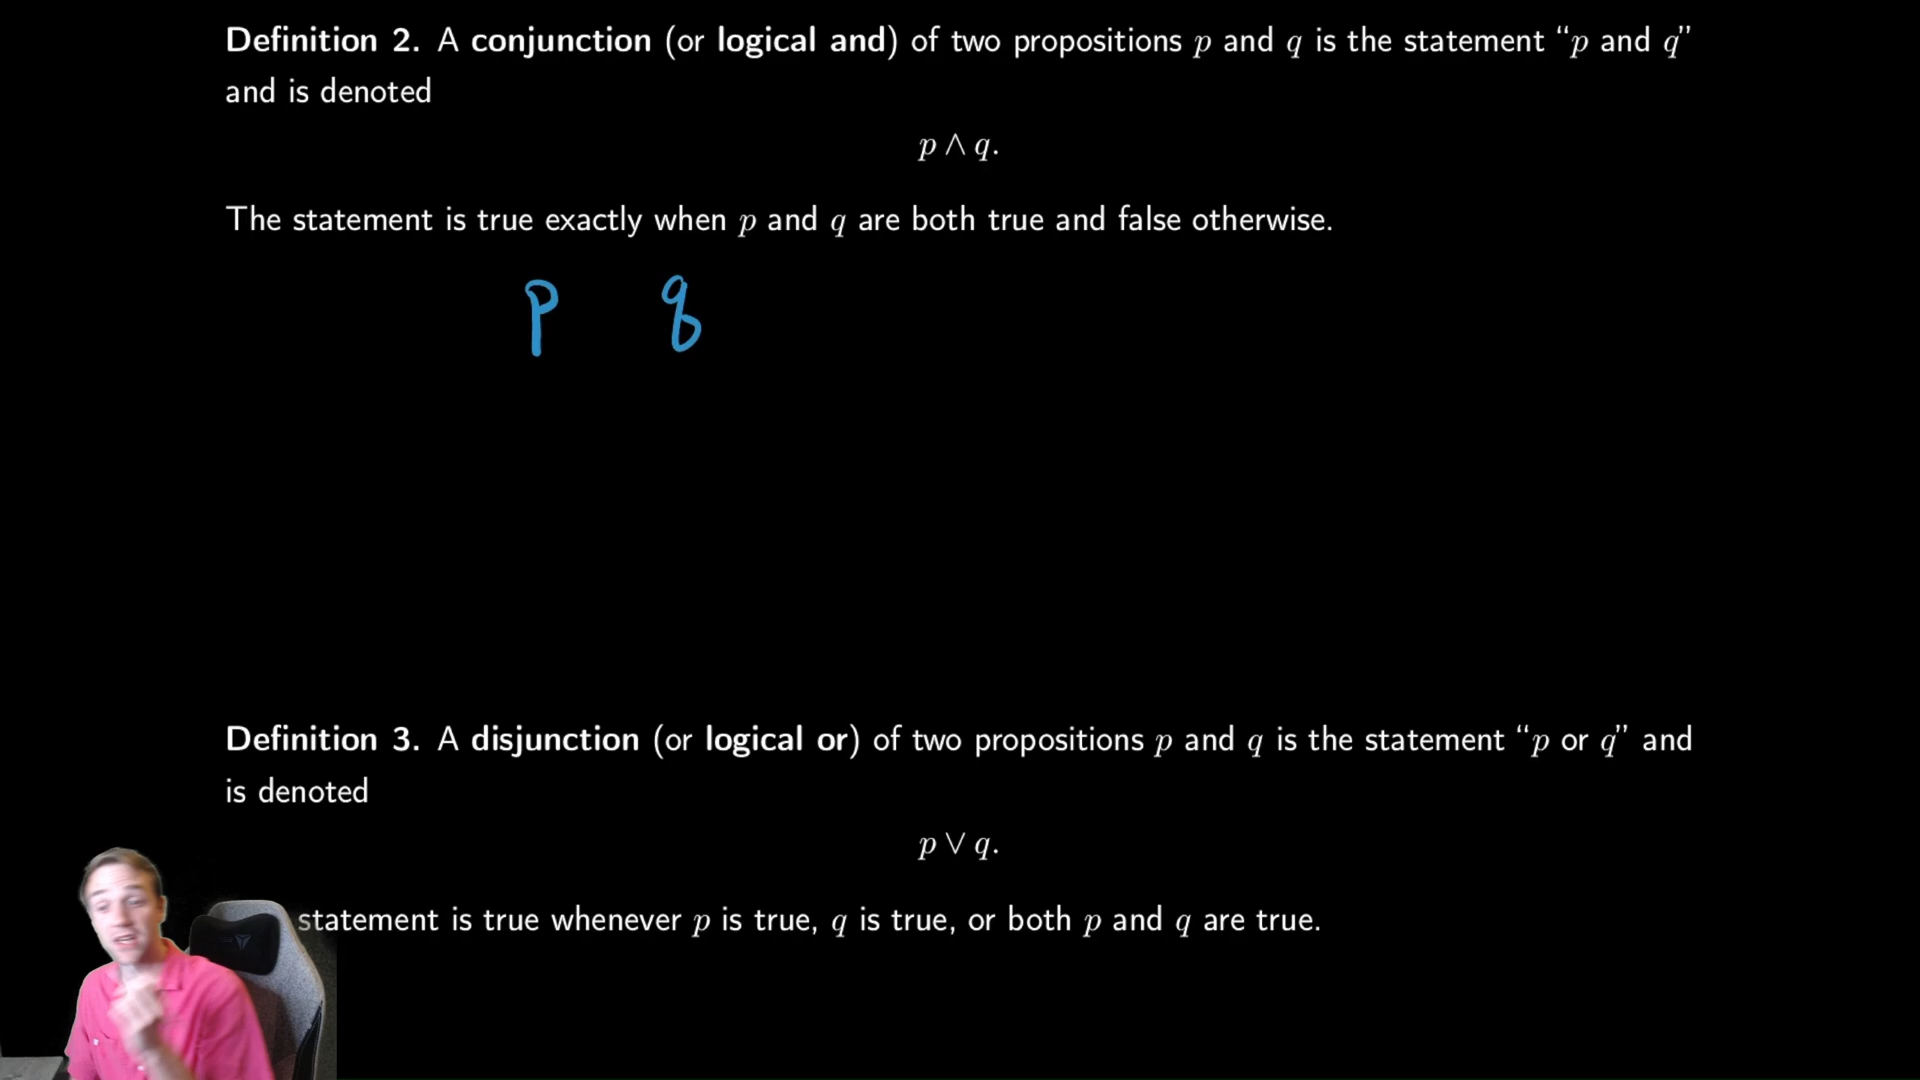 Definition 2. A conjunction (or logical and) of two propositions p and q is the statement “p and q”
and is denoted
p ∧ q.
The statement is true exactly when p and q are both true and false otherwise.
p q
Definition 3. A disjunction (or logical or) of two propositions p and q is the statement “p or q” and
is denoted
p ∨ q.
statement is true whenever p is true, q is true, or both p and q are true.